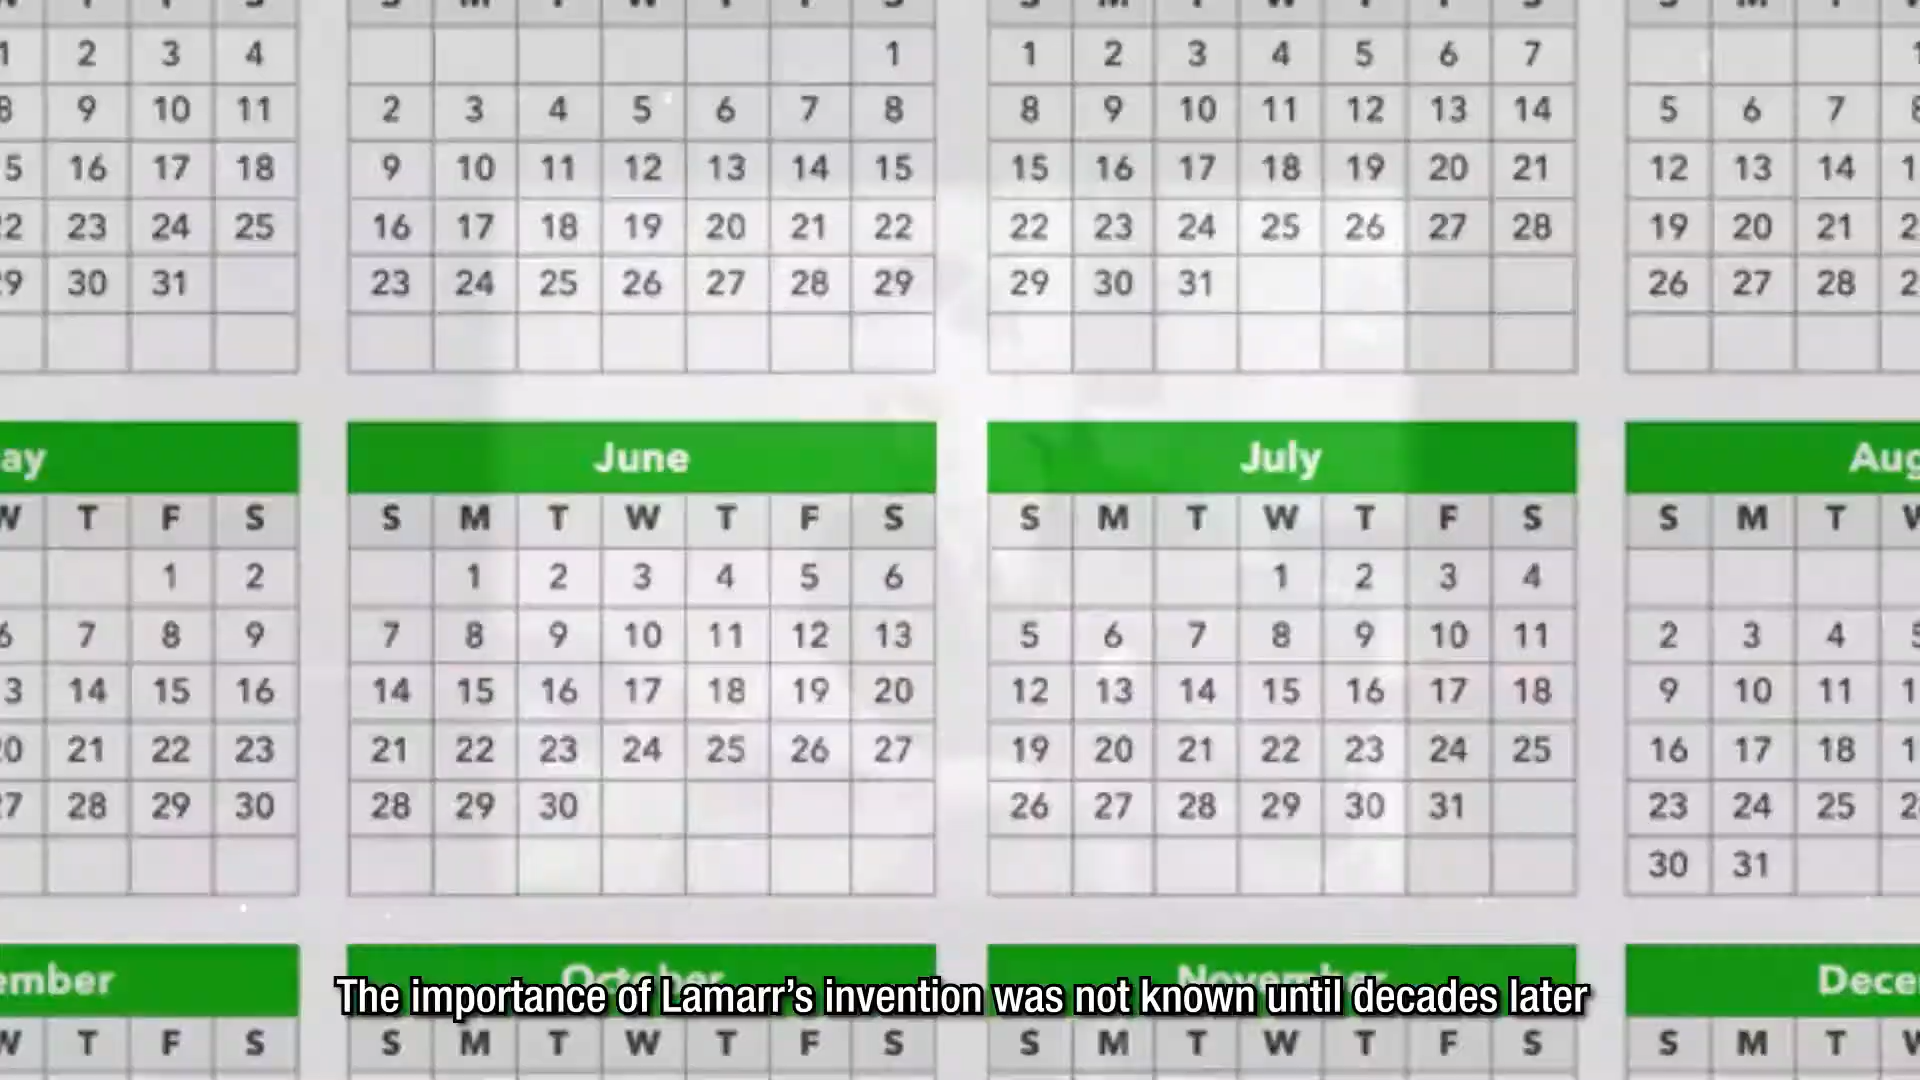 2 3 4
9 10 11
16 17 18
23 24 25
30 31
1
2 3 4 5 6 7 8
9 10 11 12 13 14 15
16 17 18 19 20 21 22
23 24 25 26 27 28 29
1 2 3 4 5 6 7
8 9 10 11 12 13 14
15 16 17 18 19 20 21
22 23 24 25 26 27 28
29 30 31
5 6 7
12 13 14
19 20 21
26 27 28
ay
T F S
1 2
7 8 9
14 15 16
21 22 23
28 29 30
June
S M T W T F S
1 2 3 4 5 6
7 8 9 10 11 12 13
14 15 16 17 18 19 20
21 22 23 24 25 26 27
28 29 30
July
S M T W T F S
1 2 3 4
5 6 7 8 9 10 11
12 13 14 15 16 17 18
19 20 21 22 23 24 25
26 27 28 29 30 31
Aug
S M T
2 3 4
9 10 11
16 17 18
23 24 25
30 31
ember
T F S
October
S M T W T F S
November
S M T W T F S
Dece
S M T
The importance of Lamarr’s invention was not known until decades later